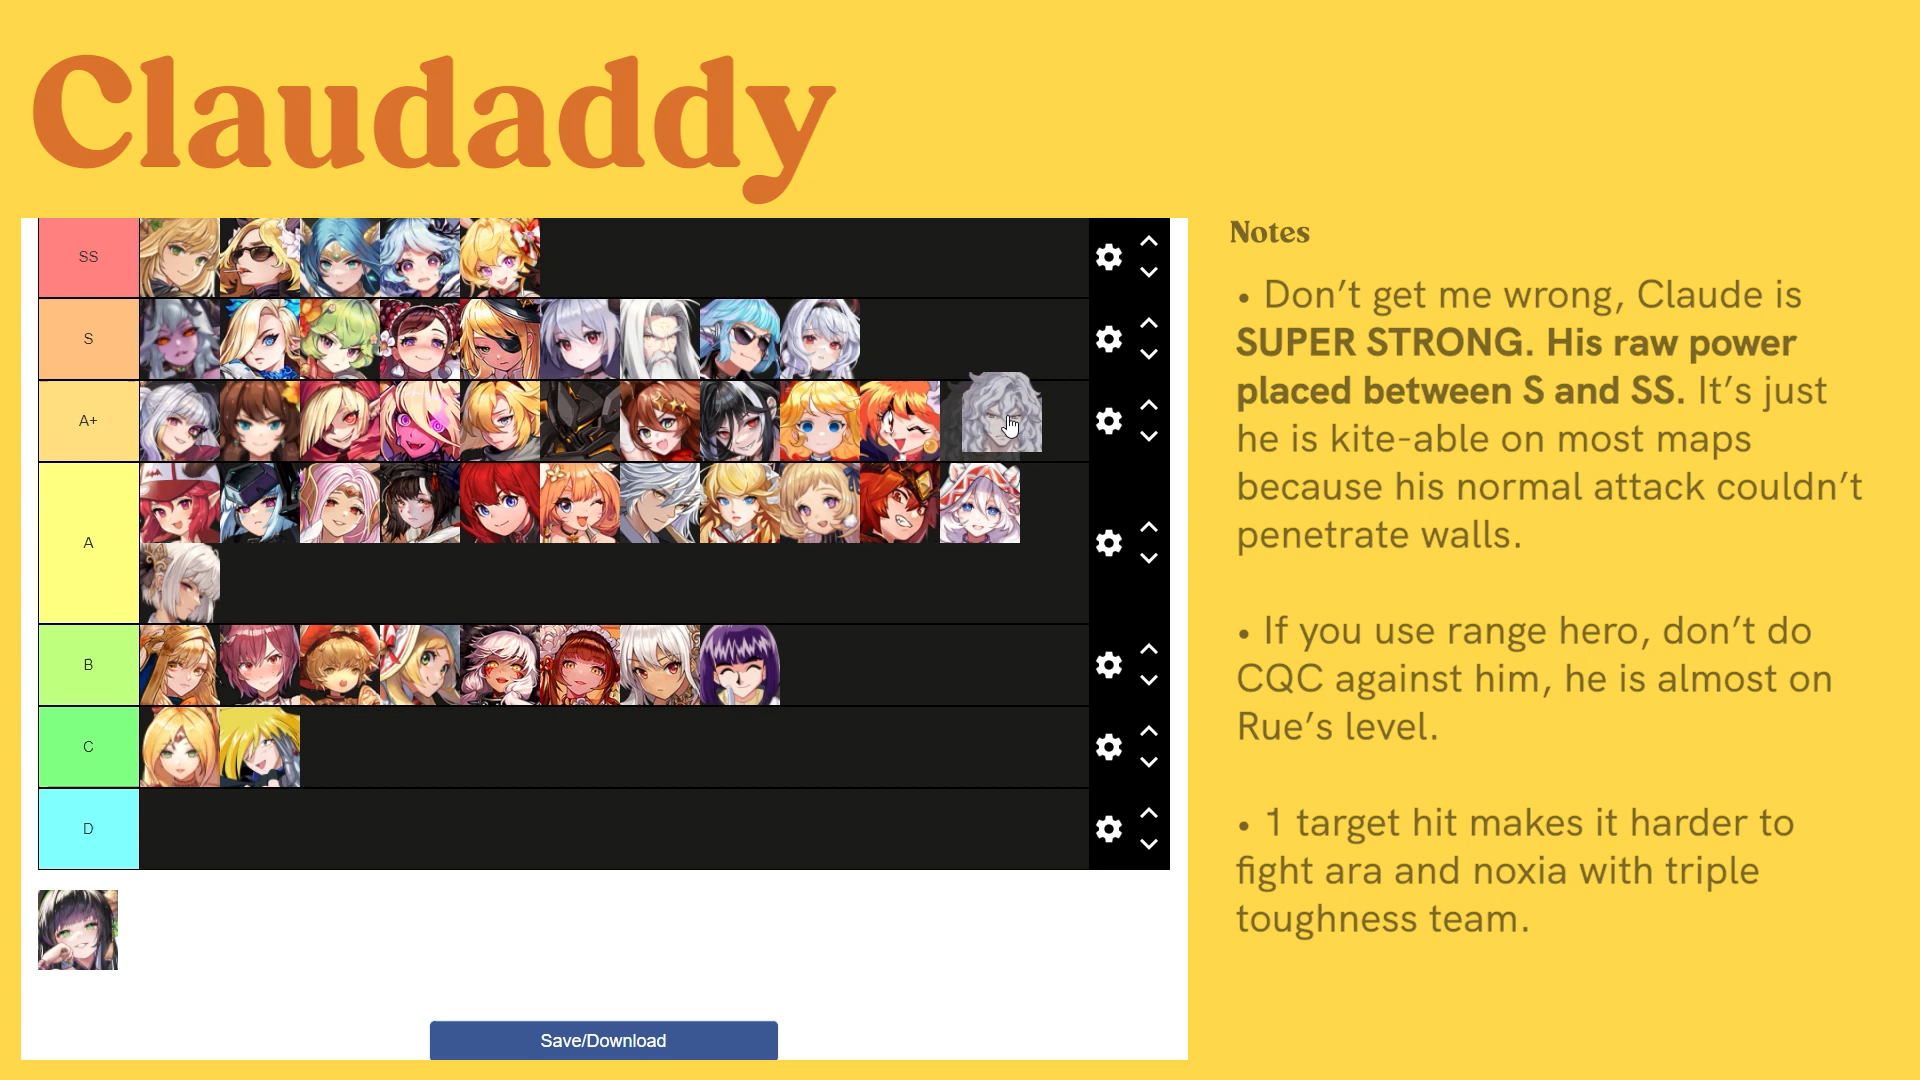 Claudaddy
SS
S
A+
A
B
C
D
Save/Download
Notes
• Don’t get me wrong, Claude is
SUPER STRONG. His raw power
placed between S and SS. It’s just
he is kite-able on most maps
because his normal attack couldn’t
penetrate walls.
• If you use range hero, don’t do
CQC against him, he is almost on
Rue’s level.
• 1 target hit makes it harder to
fight ara and noxia with triple
toughness team.